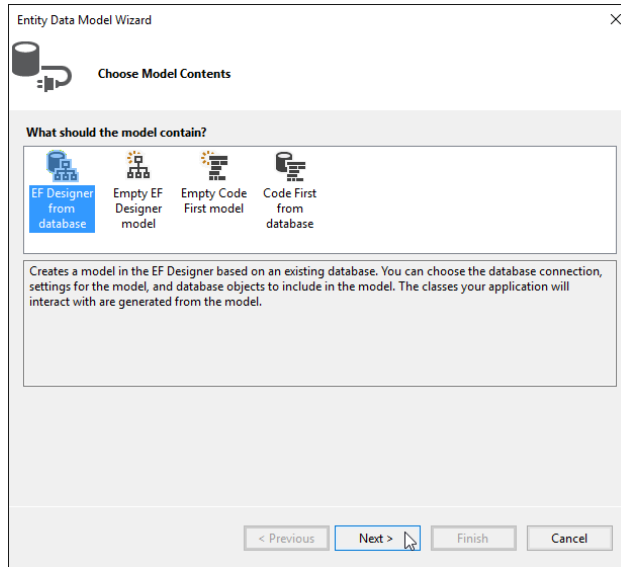 Entity Data Model Wizard
Choose Model Contents
What should the model contain?
EF Designer from database
Empty EF Designer model
Empty Code First model
Code First from database
Creates a model in the EF Designer based on an existing database. You can choose the database connection,
settings for the model, and database objects to include in the model. The classes your application will
interact with are generated from the model.
< Previous
Next >
Finish
Cancel